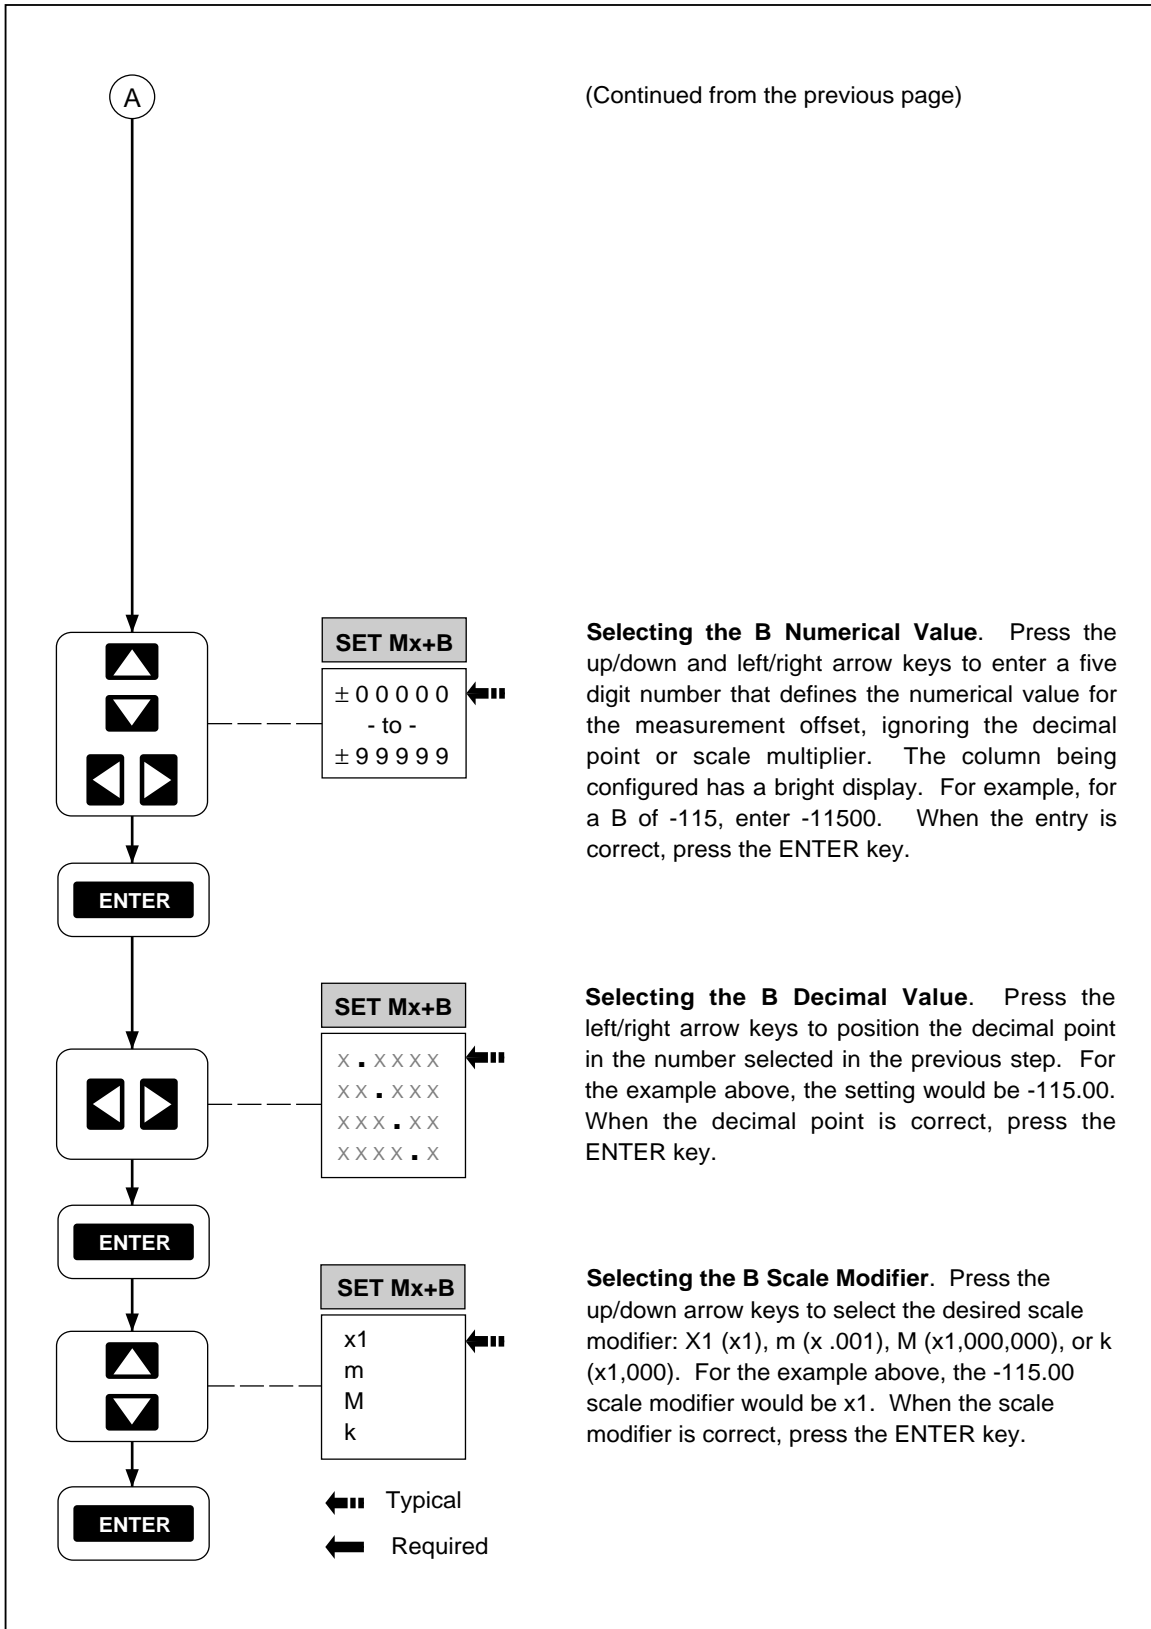 A
(Continued from the previous page)
SET Mx+B
±00000
- to -
±99999
Selecting the B Numerical Value. Press the
up/down and left/right arrow keys to enter a five
digit number that defines the numerical value for
the measurement offset, ignoring the decimal
point or scale multiplier. The column being
configured has a bright display. For example, for
a B of -115, enter -11500. When the entry is
correct, press the ENTER key.
ENTER
SET Mx+B
x.xxxx
xx.xxx
xxx.xx
xxxx.x
Selecting the B Decimal Value. Press the
left/right arrow keys to position the decimal point
in the number selected in the previous step. For
the example above, the setting would be -115.00.
When the decimal point is correct, press the
ENTER key.
ENTER
SET Mx+B
x1
m
M
k
Selecting the B Scale Modifier. Press the
up/down arrow keys to select the desired scale
modifier: X1 (x1), m (x .001), M (x1,000,000), or k
(x1,000). For the example above, the -115.00
scale modifier would be x1. When the scale
modifier is correct, press the ENTER key.
ENTER
Typical
Required